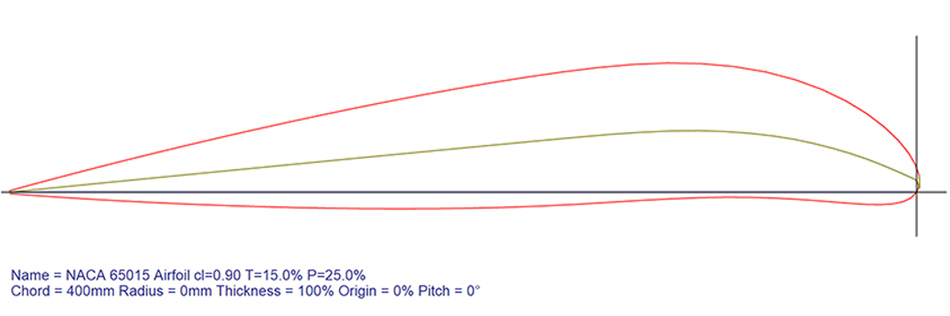 Name = NACA 65015 Airfoil cl=0.90 T=15.0% P=25.0%
Chord = 400mm Radius = 0mm Thickness = 100% Origin = 0% Pitch = 0°